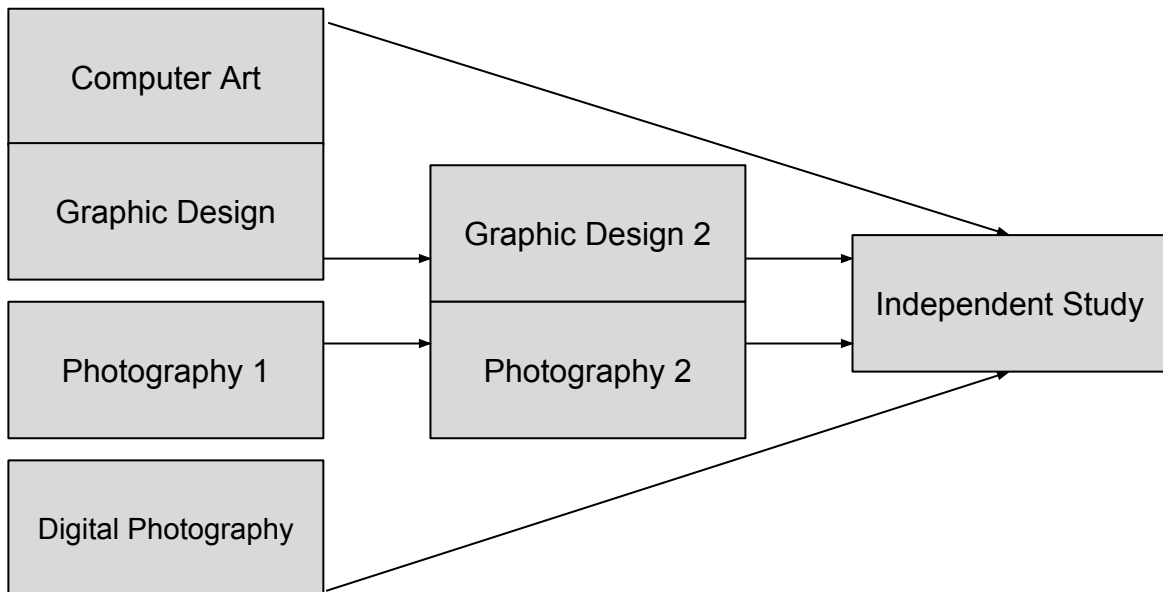 Computer Art
Graphic Design
Photography 1
Digital Photography
Graphic Design 2
Photography 2
Independent Study